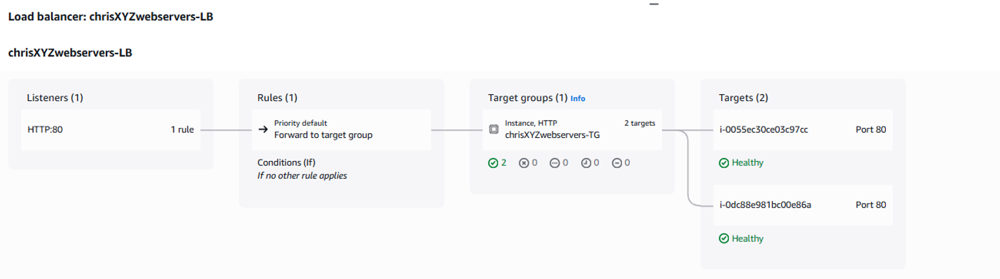 Load balancer: chrisXYZwebservers-LB
chrisXYZwebservers-LB
Listeners (1)
HTTP:80 1 rule
Rules (1)
Priority default
Forward to target group
Conditions (If)
If no other rule applies
Target groups (1) Info
Instance, HTTP 2 targets
chrisXYZwebservers-TG
2 0 0 0 0
Targets (2)
i-0055ec30ce03c97cc Port 80
Healthy
i-0dc88e981bc00e86a Port 80
Healthy